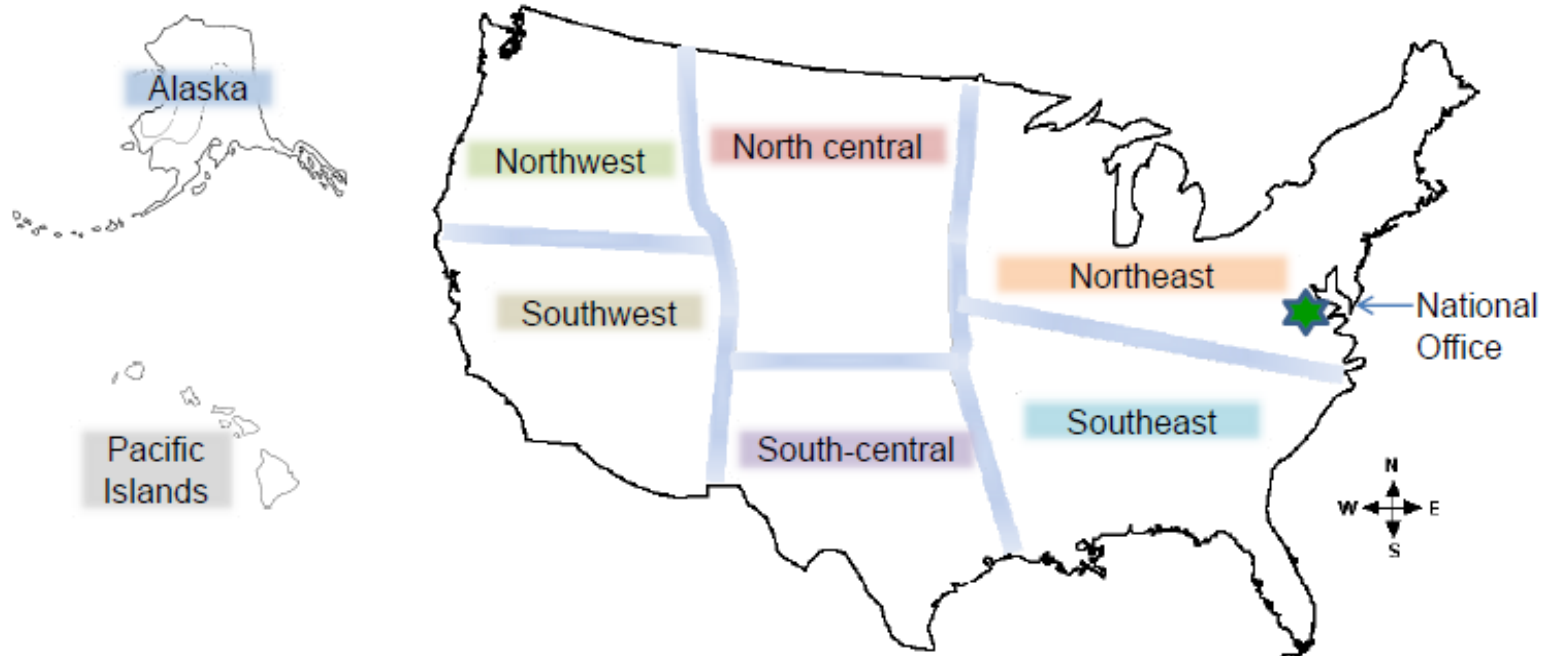 Alaska
Northwest
North central
Southwest
Northeast
National
Office
Pacific
Islands
South-central
Southeast
N
W E
S